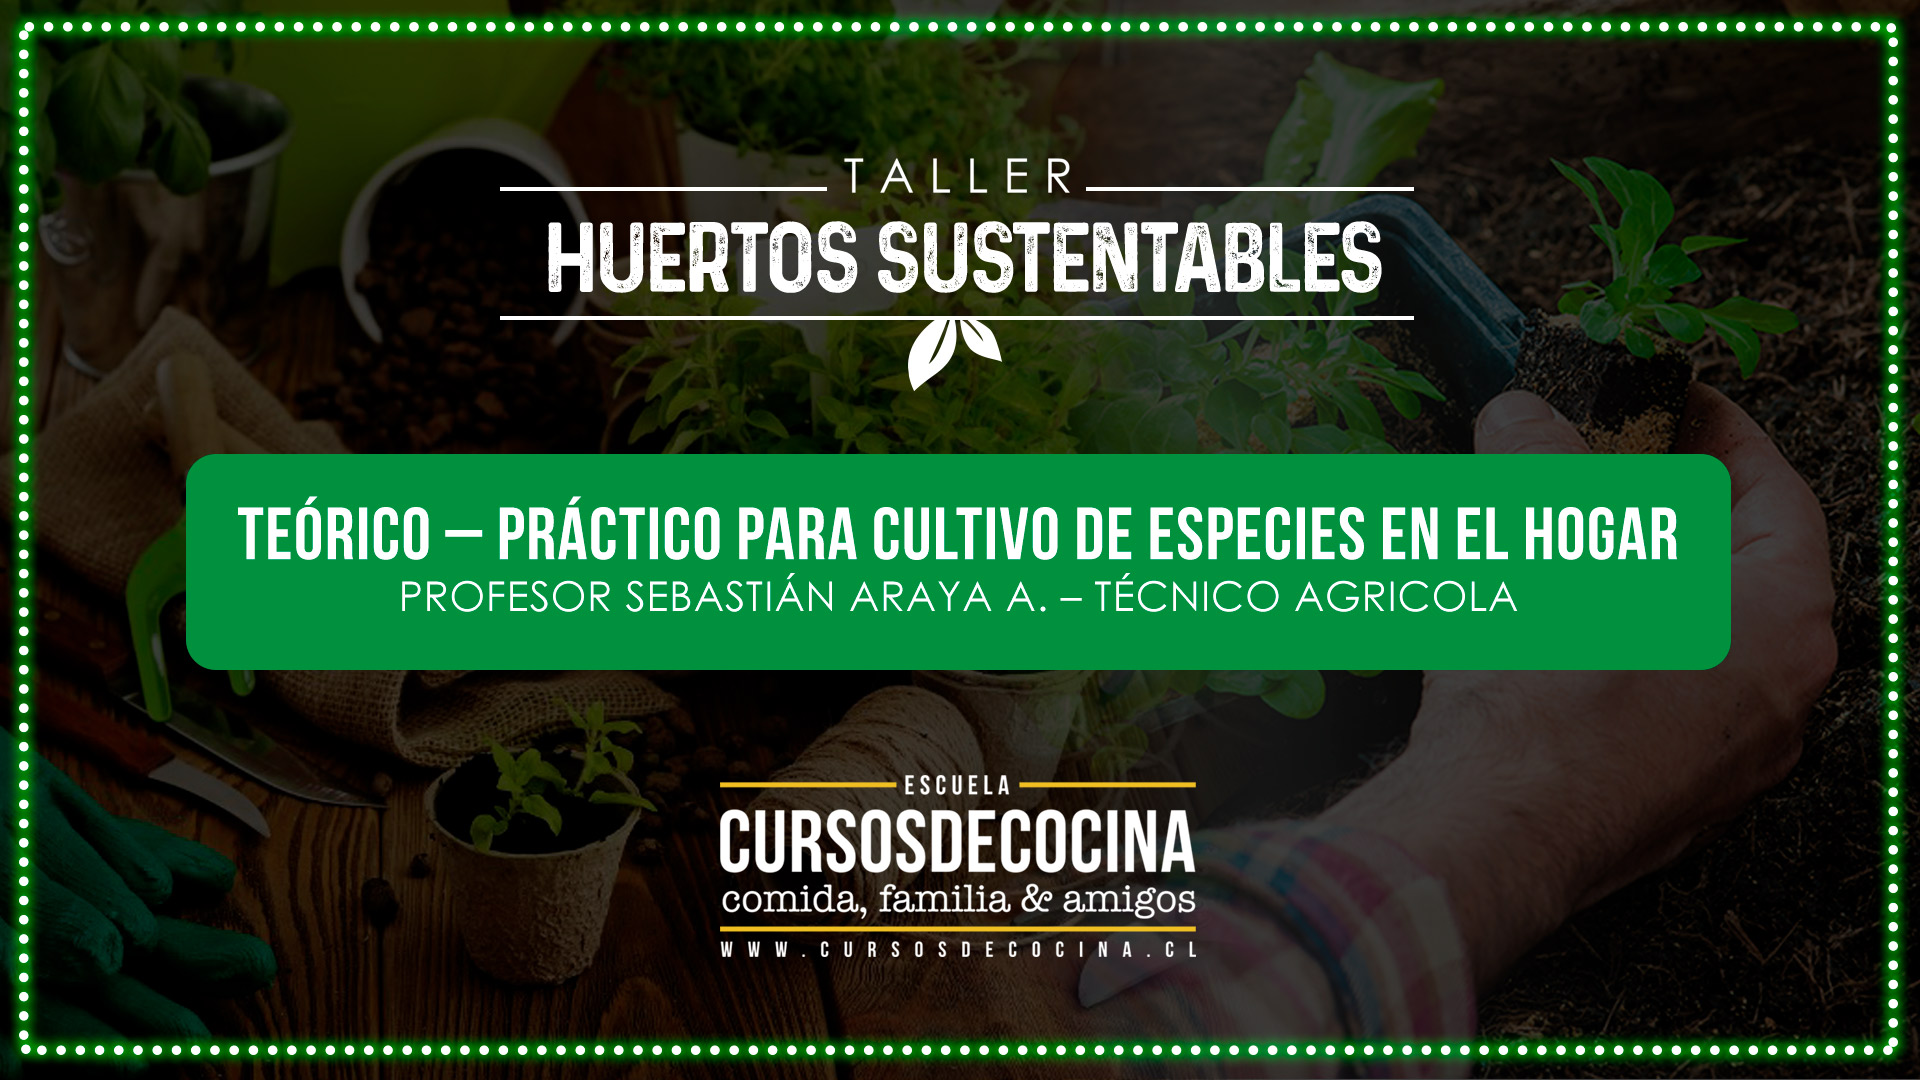 TALLER
HUERTOS SUSTENTABLES
TEÓRICO – PRÁCTICO PARA CULTIVO DE ESPECIES EN EL HOGAR
PROFESOR SEBASTIÁN ARAYA A. – TÉCNICO AGRICOLA
ESCUELA
CURSOSDECOCINA
comida, familia & amigos
WWW.CURSOSDECOCINA.CL